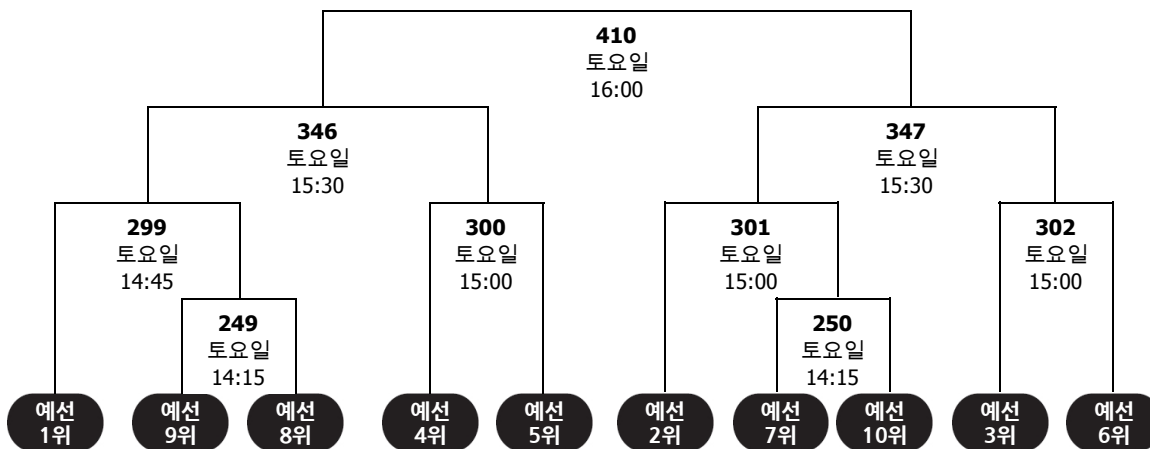 410
토요일
16:00
346
토요일
15:30
347
토요일
15:30
299
토요일
14:45
300
토요일
15:00
301
토요일
15:00
302
토요일
15:00
249
토요일
14:15
250
토요일
14:15
예선
1위
예선
9위
예선
8위
예선
4위
예선
5위
예선
2위
예선
7위
예선
10위
예선
3위
예선
6위